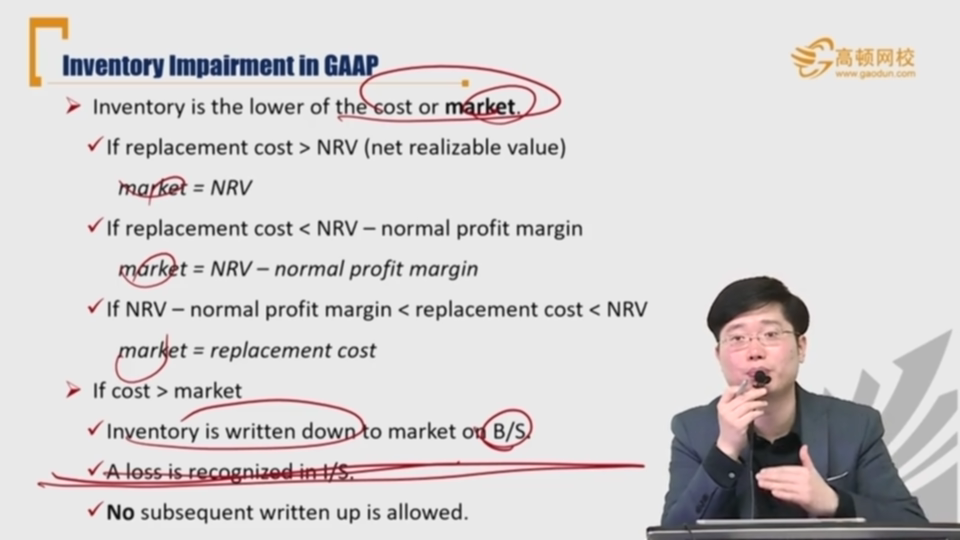 Inventory Impairment in GAAP
高顿网校
www.gaodun.com
Inventory is the lower of the cost or market.
If replacement cost > NRV (net realizable value)
market = NRV
If replacement cost < NRV – normal profit margin
market = NRV – normal profit margin
If NRV – normal profit margin < replacement cost < NRV
market = replacement cost
If cost > market
Inventory is written down to market on B/S.
A loss is recognized in I/S.
No subsequent written up is allowed.